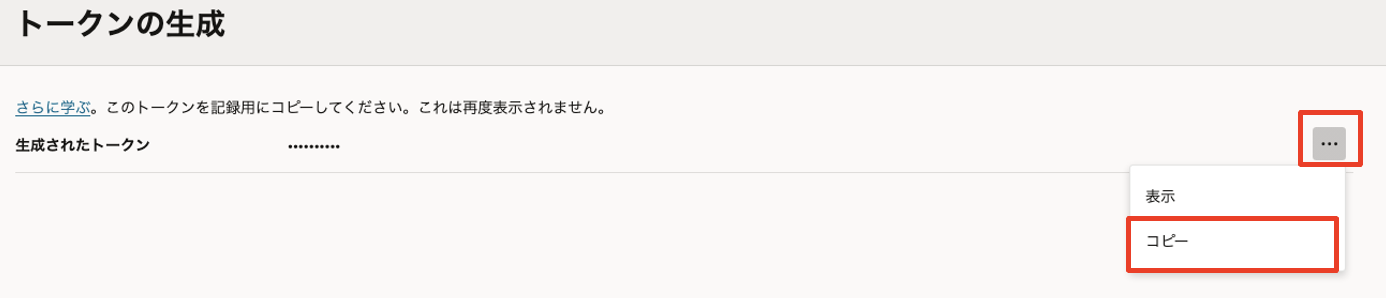 トークンの生成
さらに学ぶ。このトークンを記録用にコピーしてください。これは再度表示されません。
生成されたトークン ••••••••••
•••
表示
コピー